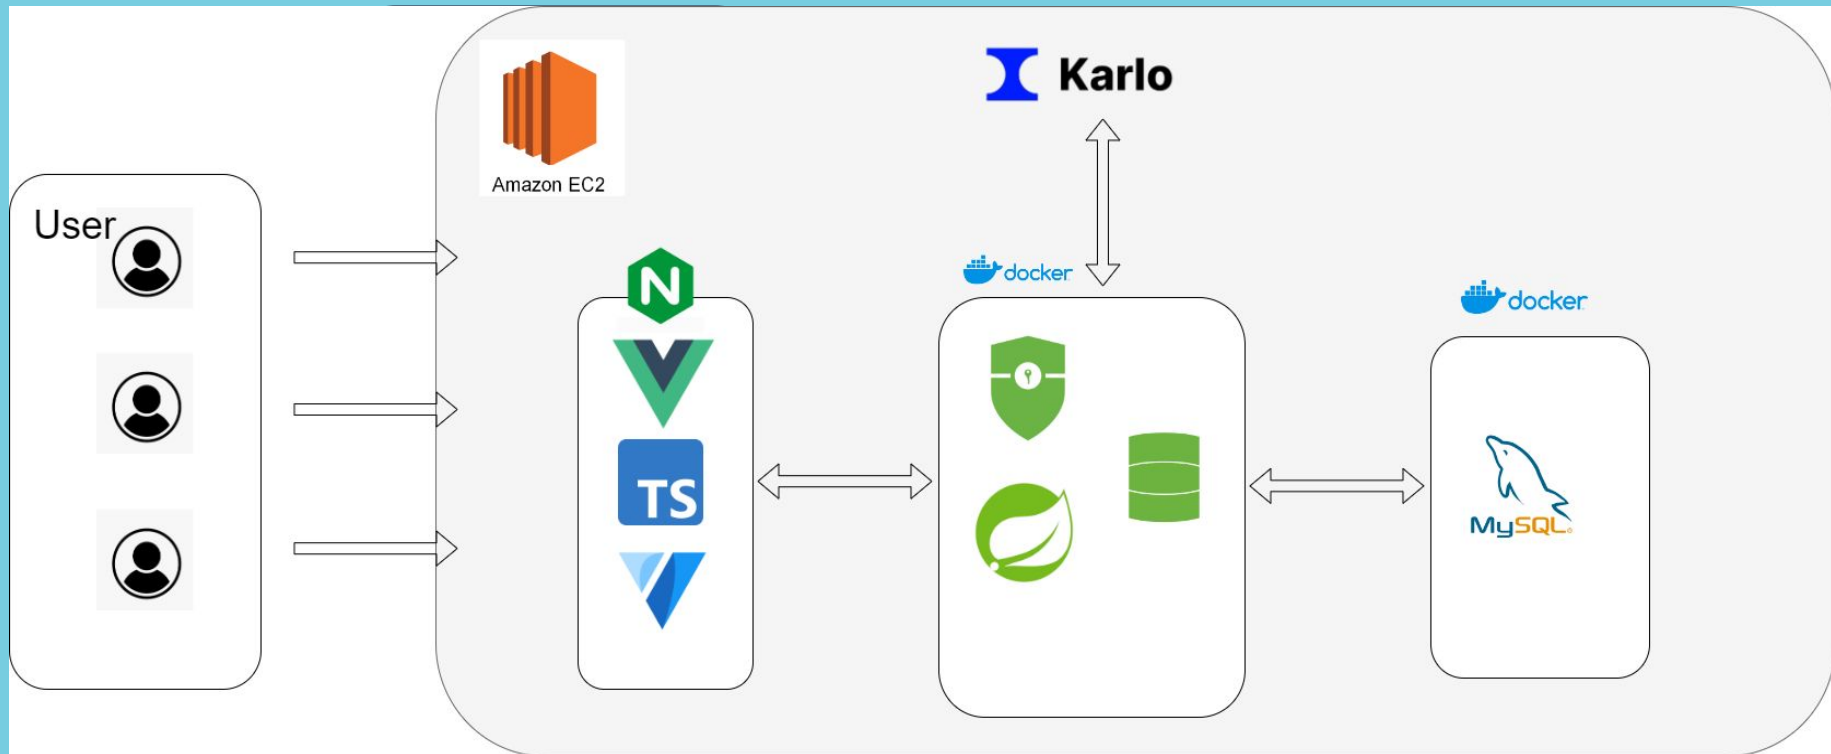 Karlo
Amazon EC2
User
N
docker
docker
TS
MySQL